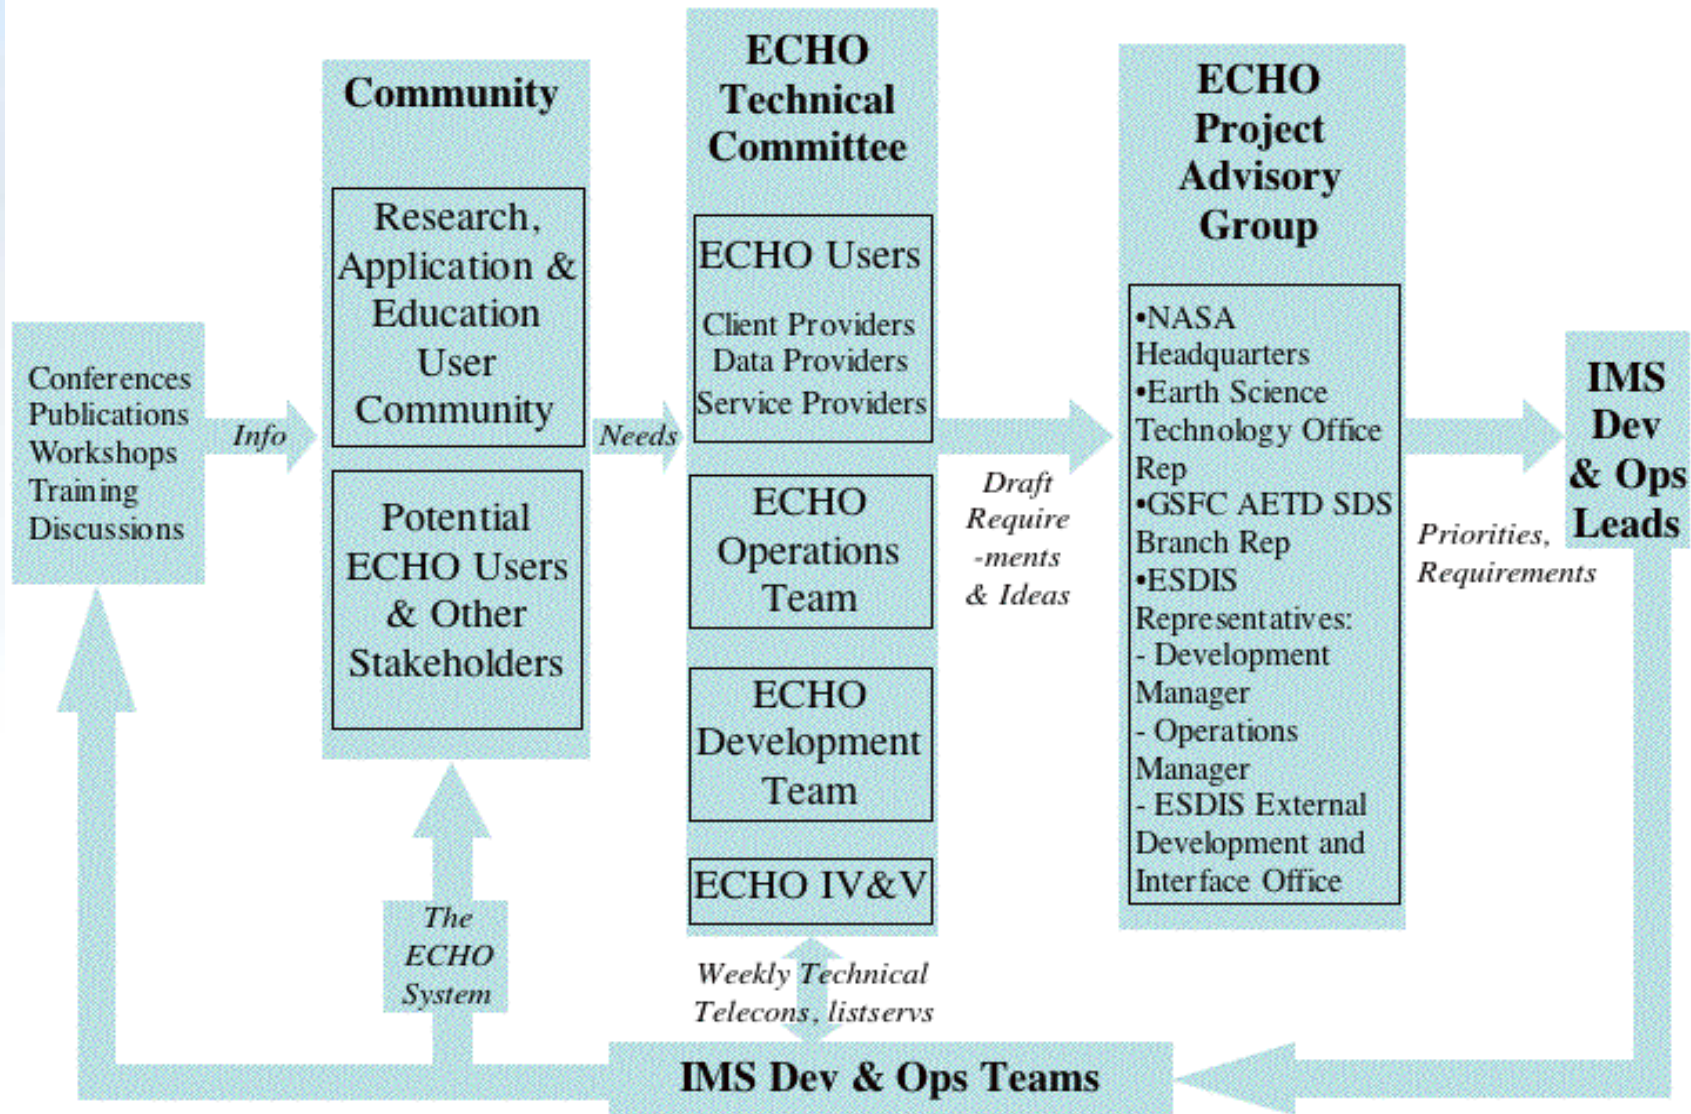 Conferences
Publications
Workshops
Training
Discussions
Info
Community
Research,
Application &
Education
User
Community
Potential
ECHO Users
& Other
Stakeholders
The
ECHO
System
Needs
ECHO
Technical
Committee
ECHO Users
Client Providers
Data Providers
Service Providers
ECHO
Operations
Team
ECHO
Development
Team
ECHO IV&V
Weekly Technical
Telecons, listservs
Draft
Require
-ments
& Ideas
ECHO
Project
Advisory
Group
•NASA
Headquarters
•Earth Science
Technology Office
Rep
•GSFC AETD SDS
Branch Rep
•ESDIS
Representatives:
- Development
Manager
- Operations
Manager
- ESDIS External
Development and
Interface Office
Priorities,
Requirements
IMS
Dev
& Ops
Leads
IMS Dev & Ops Teams